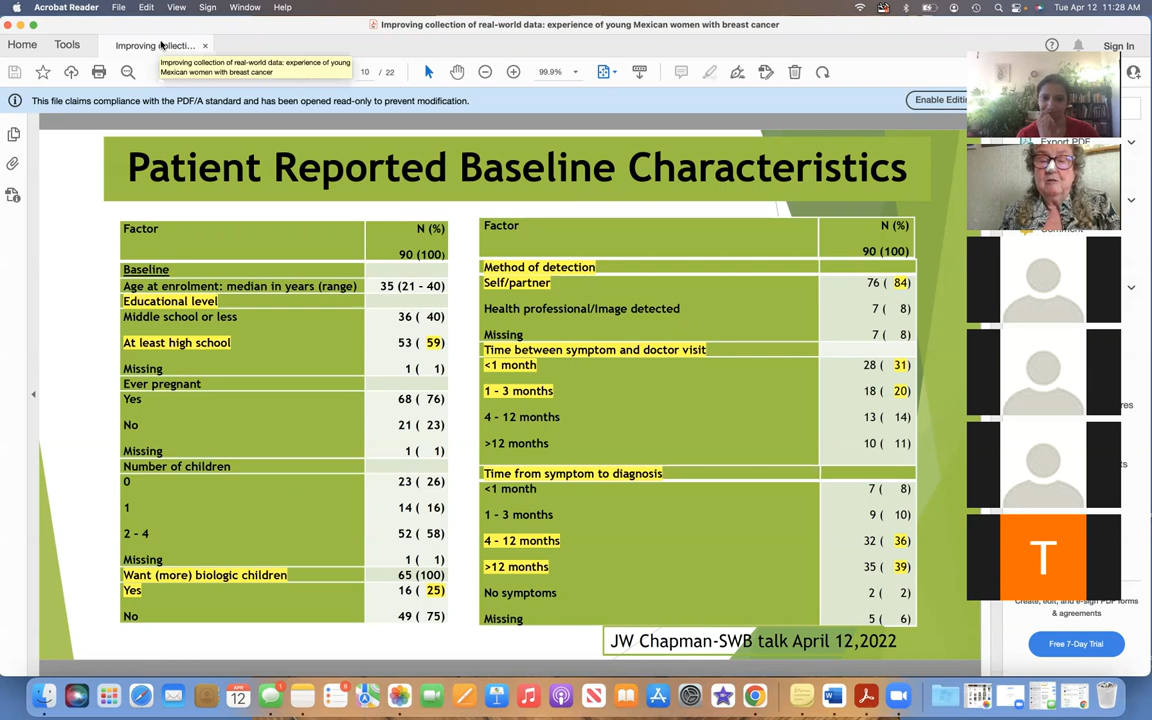 Acrobat Reader File Edit View Sign Window Help Tue Apr 12 11:28 AM
Improving collection of real-world data: experience of young Mexican women with breast cancer
Home Tools Improving collecti... × Sign In
Improving collection of real-world data: experience of young
Mexican women with breast cancer
10 / 22 99.9%
This file claims compliance with the PDF/A standard and has been opened read-only to prevent modification. Enable Editin
Export PDF
Patient Reported Baseline Characteristics
Factor N (%)
90 (100)
Baseline
Age at enrolment: median in years (range) 35 (21 - 40)
Educational level
Middle school or less 36 ( 40)
At least high school 53 ( 59)
Missing 1 ( 1)
Ever pregnant
Yes 68 ( 76)
No 21 ( 23)
Missing 1 ( 1)
Number of children
0 23 ( 26)
1 14 ( 16)
2 - 4 52 ( 58)
Missing 1 ( 1)
Want (more) biologic children 65 (100)
Yes 16 ( 25)
No 49 ( 75)
Factor N (%)
90 (100)
Method of detection
Self/partner 76 ( 84)
Health professional/Image detected 7 ( 8)
Missing 7 ( 8)
Time between symptom and doctor visit
<1 month 28 ( 31)
1 - 3 months 18 ( 20)
4 - 12 months 13 ( 14)
>12 months 10 ( 11)
Time from symptom to diagnosis
<1 month 7 ( 8)
1 - 3 months 9 ( 10)
4 - 12 months 32 ( 36)
>12 months 35 ( 39)
No symptoms 2 ( 2)
Missing 5 ( 6)
JW Chapman-SWB talk April 12,2022
T
Create, edit, and e-sign PDF forms
& agreements
Free 7-Day Trial
APR
12